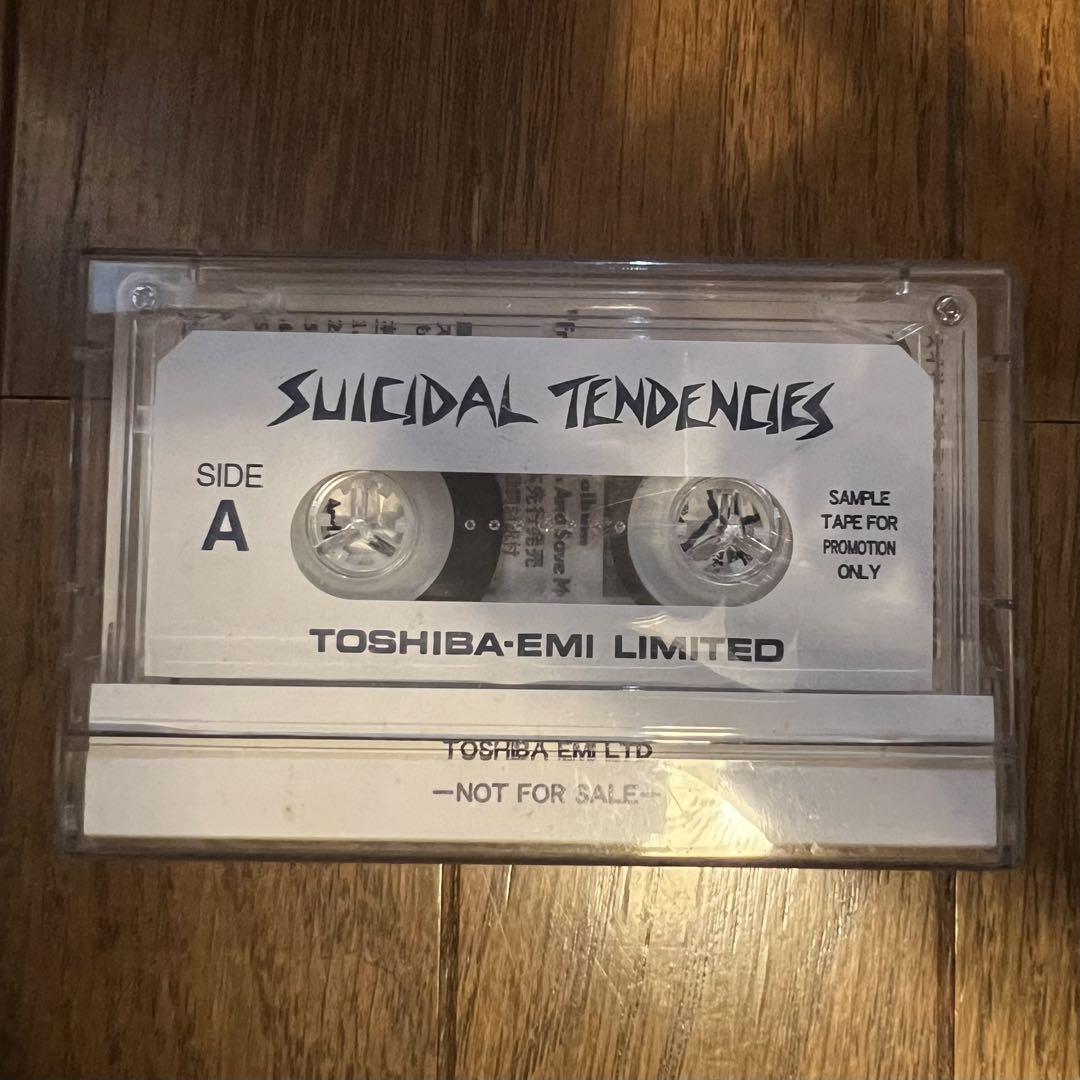 SUICIDAL TENDENCIES
SIDE
A
SAMPLE
TAPE FOR
PROMOTION
ONLY
TOSHIBA-EMI LIMITED
TOSHIBA EMI LTD
—NOT FOR SALE—